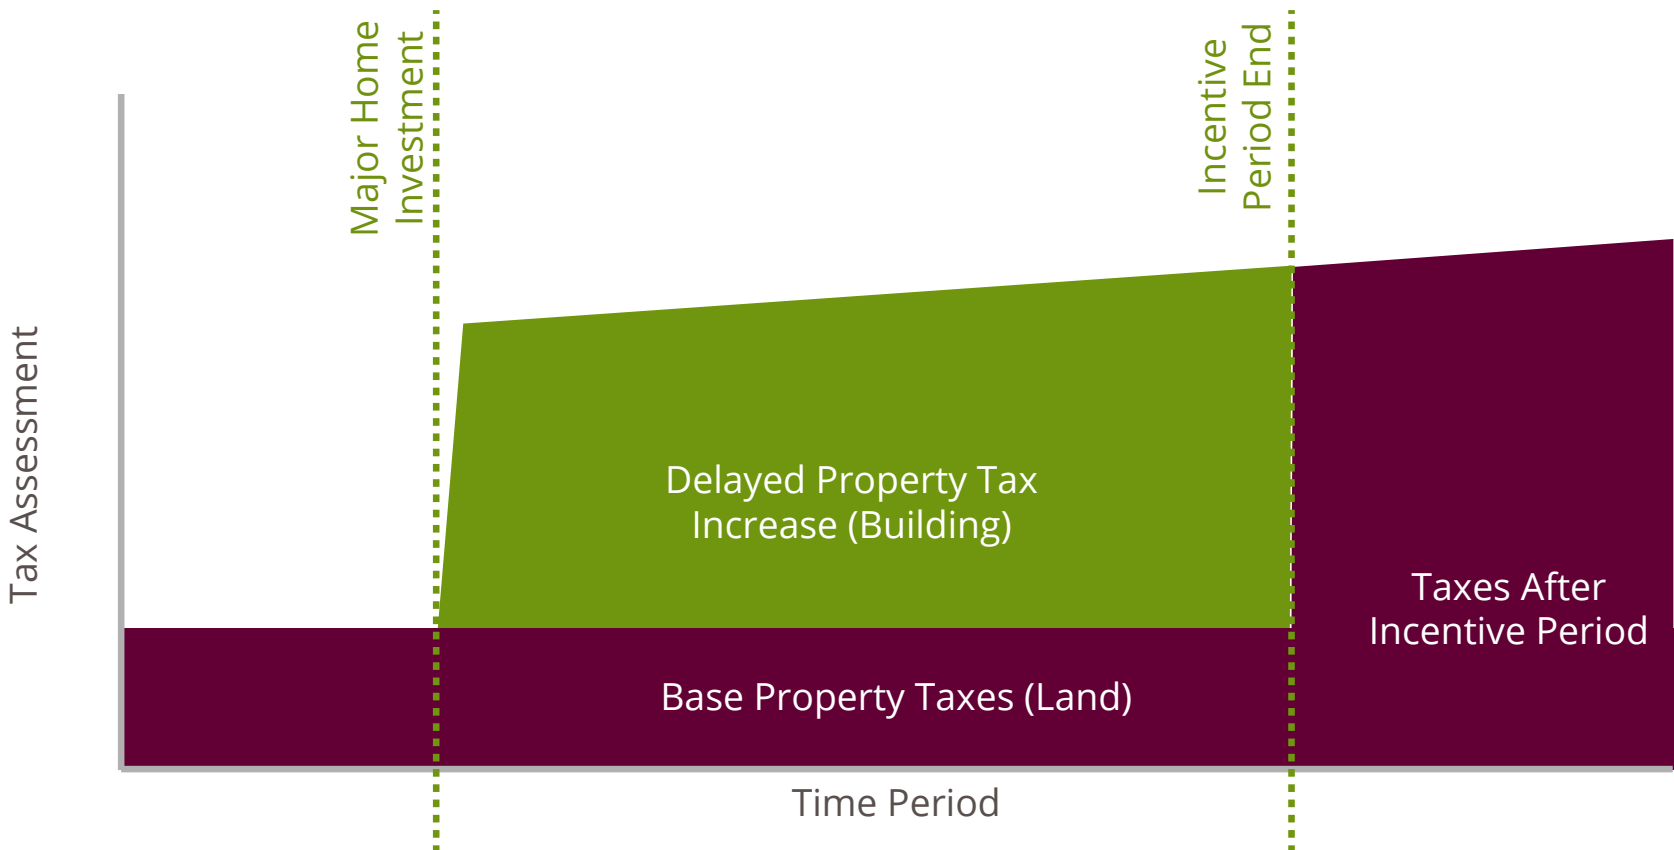 Major Home
Investment
Incentive
Period End
Tax Assessment
Delayed Property Tax
Increase (Building)
Taxes After
Incentive Period
Base Property Taxes (Land)
Time Period